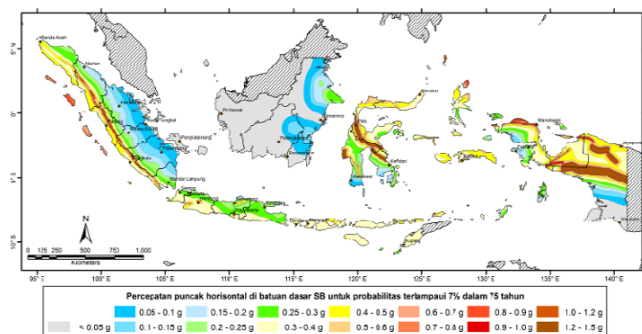 Banda Aceh
5°N
Medan
Manado
0°
Pontianak
Palu
Manokwari
Pangkalpinang
Kendari
Bandar Lampung
Makassar
5°S
N
10°S
0 125 250 500 750 1,000
Kilometers
95°E 100°E 105°E 110°E 115°E 120°E 125°E 130°E 135°E 140°E
Percepatan puncak horisontal di batuan dasar SB untuk probabilitas terlampaui 7% dalam 75 tahun
0.05 - 0.1 g 0.15 - 0.2 g 0.25 - 0.3 g 0.4 - 0.5 g 0.6 - 0.7 g 0.8 - 0.9 g 1.0 - 1.2 g
< 0.05 g 0.1 - 0.15 g 0.2 - 0.25 g 0.3 - 0.4 g 0.5 - 0.6 g 0.7 - 0.8 g 0.9 - 1.0 g 1.2 - 1.5 g